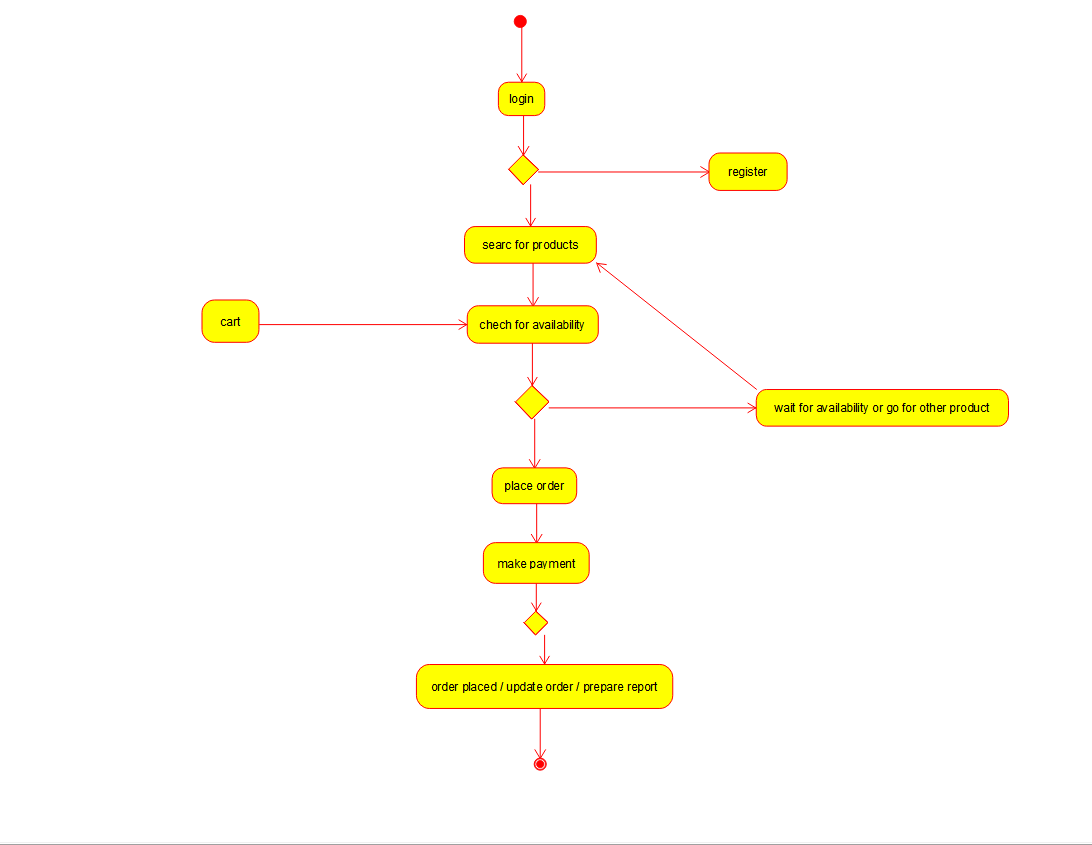 login
register
searc for products
cart
chech for availability
wait for availability or go for other product
place order
make payment
order placed / update order / prepare report